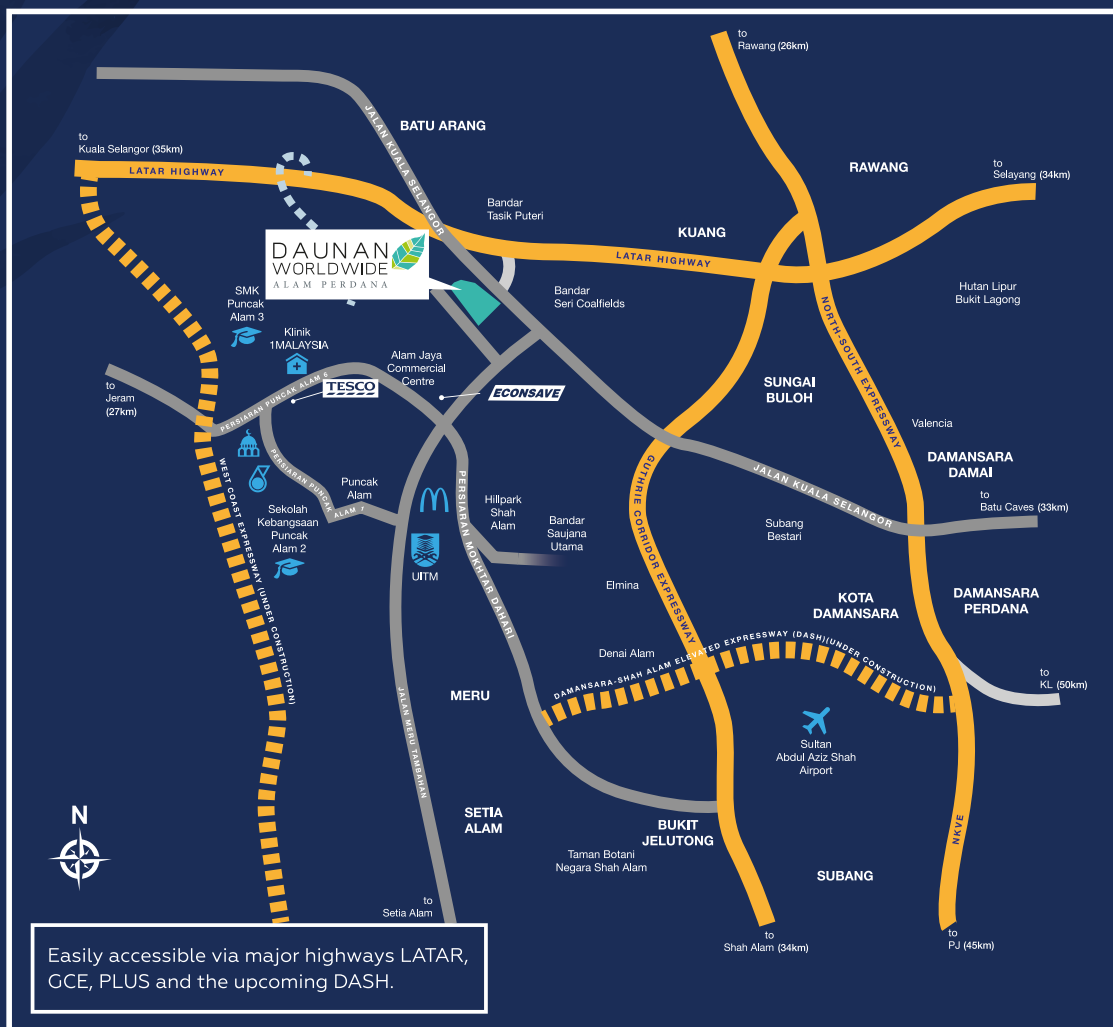 to
Rawang (26km)
BATU ARANG
JALAN KUALA SELANGOR
to
Kuala Selangor (35km)
LATAR HIGHWAY
RAWANG
to
Selayang (34km)
Bandar
Tasik Puteri
KUANG
LATAR HIGHWAY
DAUNAN
WORLDWIDE
ALAM PERDANA
Bandar
Seri Coalfields
Hutan Lipur
Bukit Lagong
NORTH-SOUTH EXPRESSWAY
SMK
Puncak
Alam 3
Klinik
1MALAYSIA
Alam Jaya
Commercial
Centre
to
Jeram
(27km)
PERSIARAN PUNCAK ALAM 6
TESCO
ECONSAVE
SUNGAI
BULOH
Valencia
DAMANSARA
DAMAI
WEST COAST EXPRESSWAY (UNDER CONSTRUCTION)
PERSIARAN PUNCAK
ALAM 7
Puncak
Alam
PERSIARAN MOKHTAR DAHARI
Hillpark
Shah
Alam
GUTHRIE CORRIDOR EXPRESSWAY
JALAN KUALA SELANGOR
to
Batu Caves (33km)
Sekolah
Kebangsaan
Puncak
Alam 2
Bandar
Saujana
Utama
Subang
Bestari
UITM
Elmina
KOTA
DAMANSARA
DAMANSARA
PERDANA
Denai Alam
DAMANSARA-SHAH ALAM ELEVATED EXPRESSWAY (DASH)(UNDER CONSTRUCTION)
to
KL (50km)
MERU
JALAN MERU TAMBAHAN
Sultan
Abdul Aziz Shah
Airport
N
SETIA
ALAM
BUKIT
JELUTONG
Taman Botani
Negara Shah Alam
NKVE
SUBANG
to
Setia Alam
to
Shah Alam (34km)
to
PJ (45km)
Easily accessible via major highways LATAR,
GCE, PLUS and the upcoming DASH.